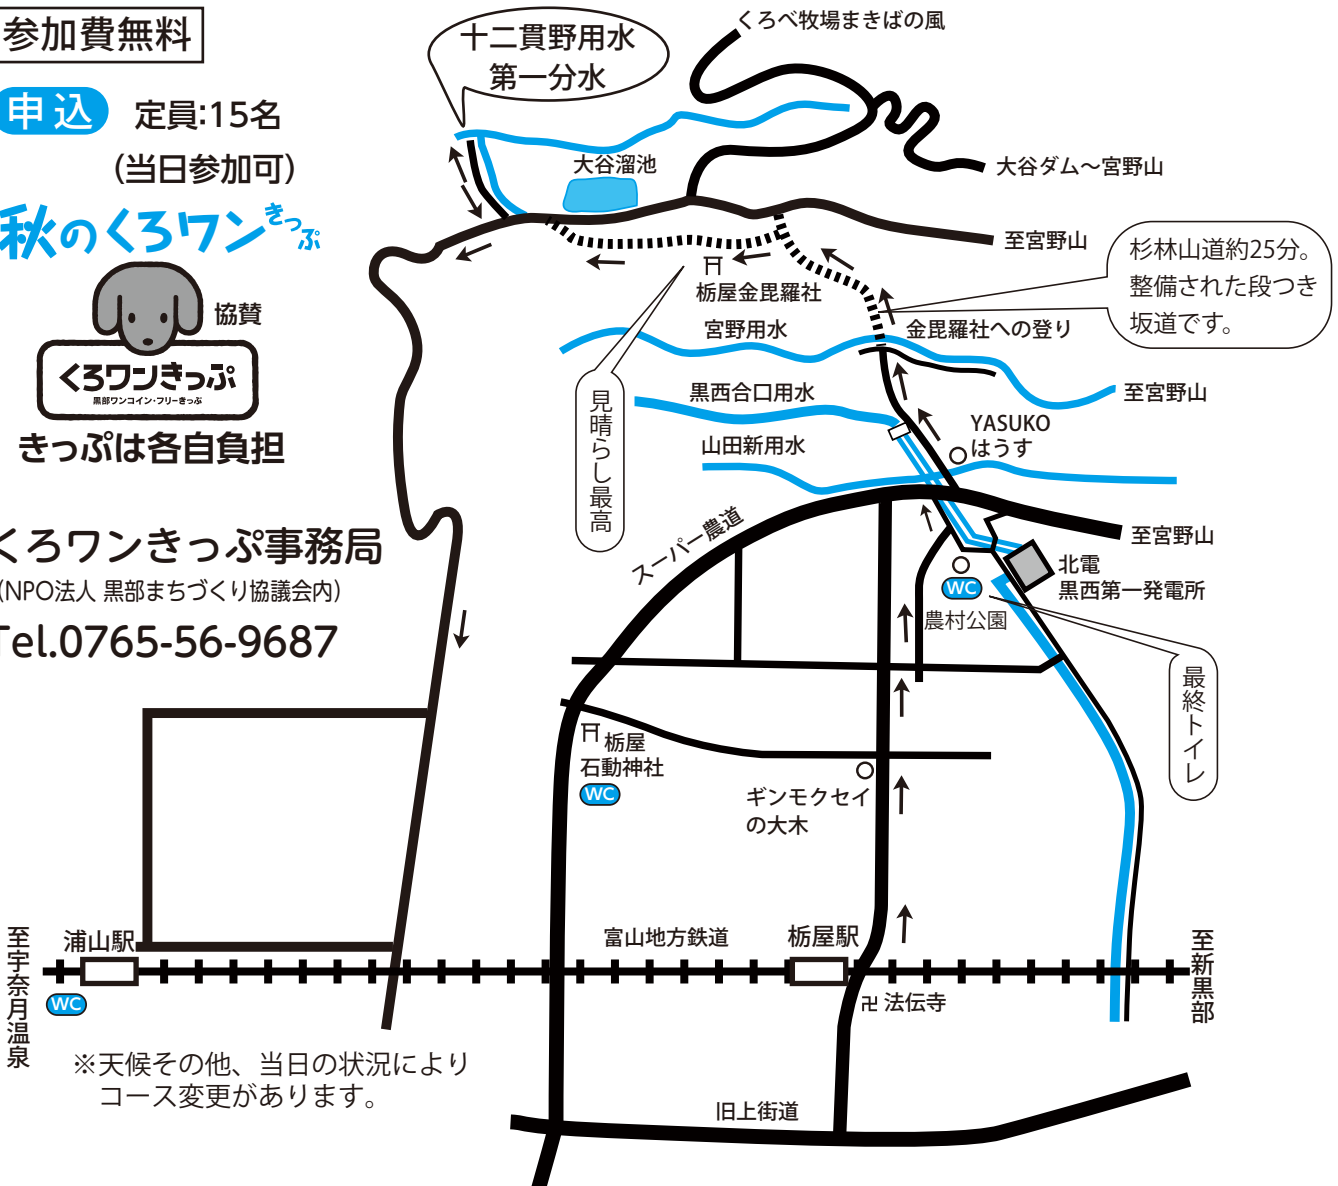 参加費無料
申込 定員:15名
(当日参加可)
秋のくろワンきっぷ
協賛
くろワンきっぷ
黒部ワンコイン・フリーきっぷ
きっぷは各自負担
くろワンきっぷ事務局
(NPO法人 黒部まちづくり協議会内)
Tel.0765-56-9687
十二貫野用水
第一分水
くろべ牧場まきばの風
大谷ダム～宮野山
大谷溜池
至宮野山
杉林山道約25分。
整備された段つき
坂道です。
栃屋金毘羅社
宮野用水
金毘羅社への登り
見晴らし最高
黒西合口用水
至宮野山
YASUKO
はうす
山田新用水
スーパー農道
至宮野山
北電
黒西第一発電所
WC
農村公園
最終トイレ
栃屋
石動神社
WC
ギンモクセイ
の大木
至宇奈月温泉
浦山駅
WC
富山地方鉄道
栃屋駅
至新黒部
卍 法伝寺
※天候その他、当日の状況により
コース変更があります。
旧上街道